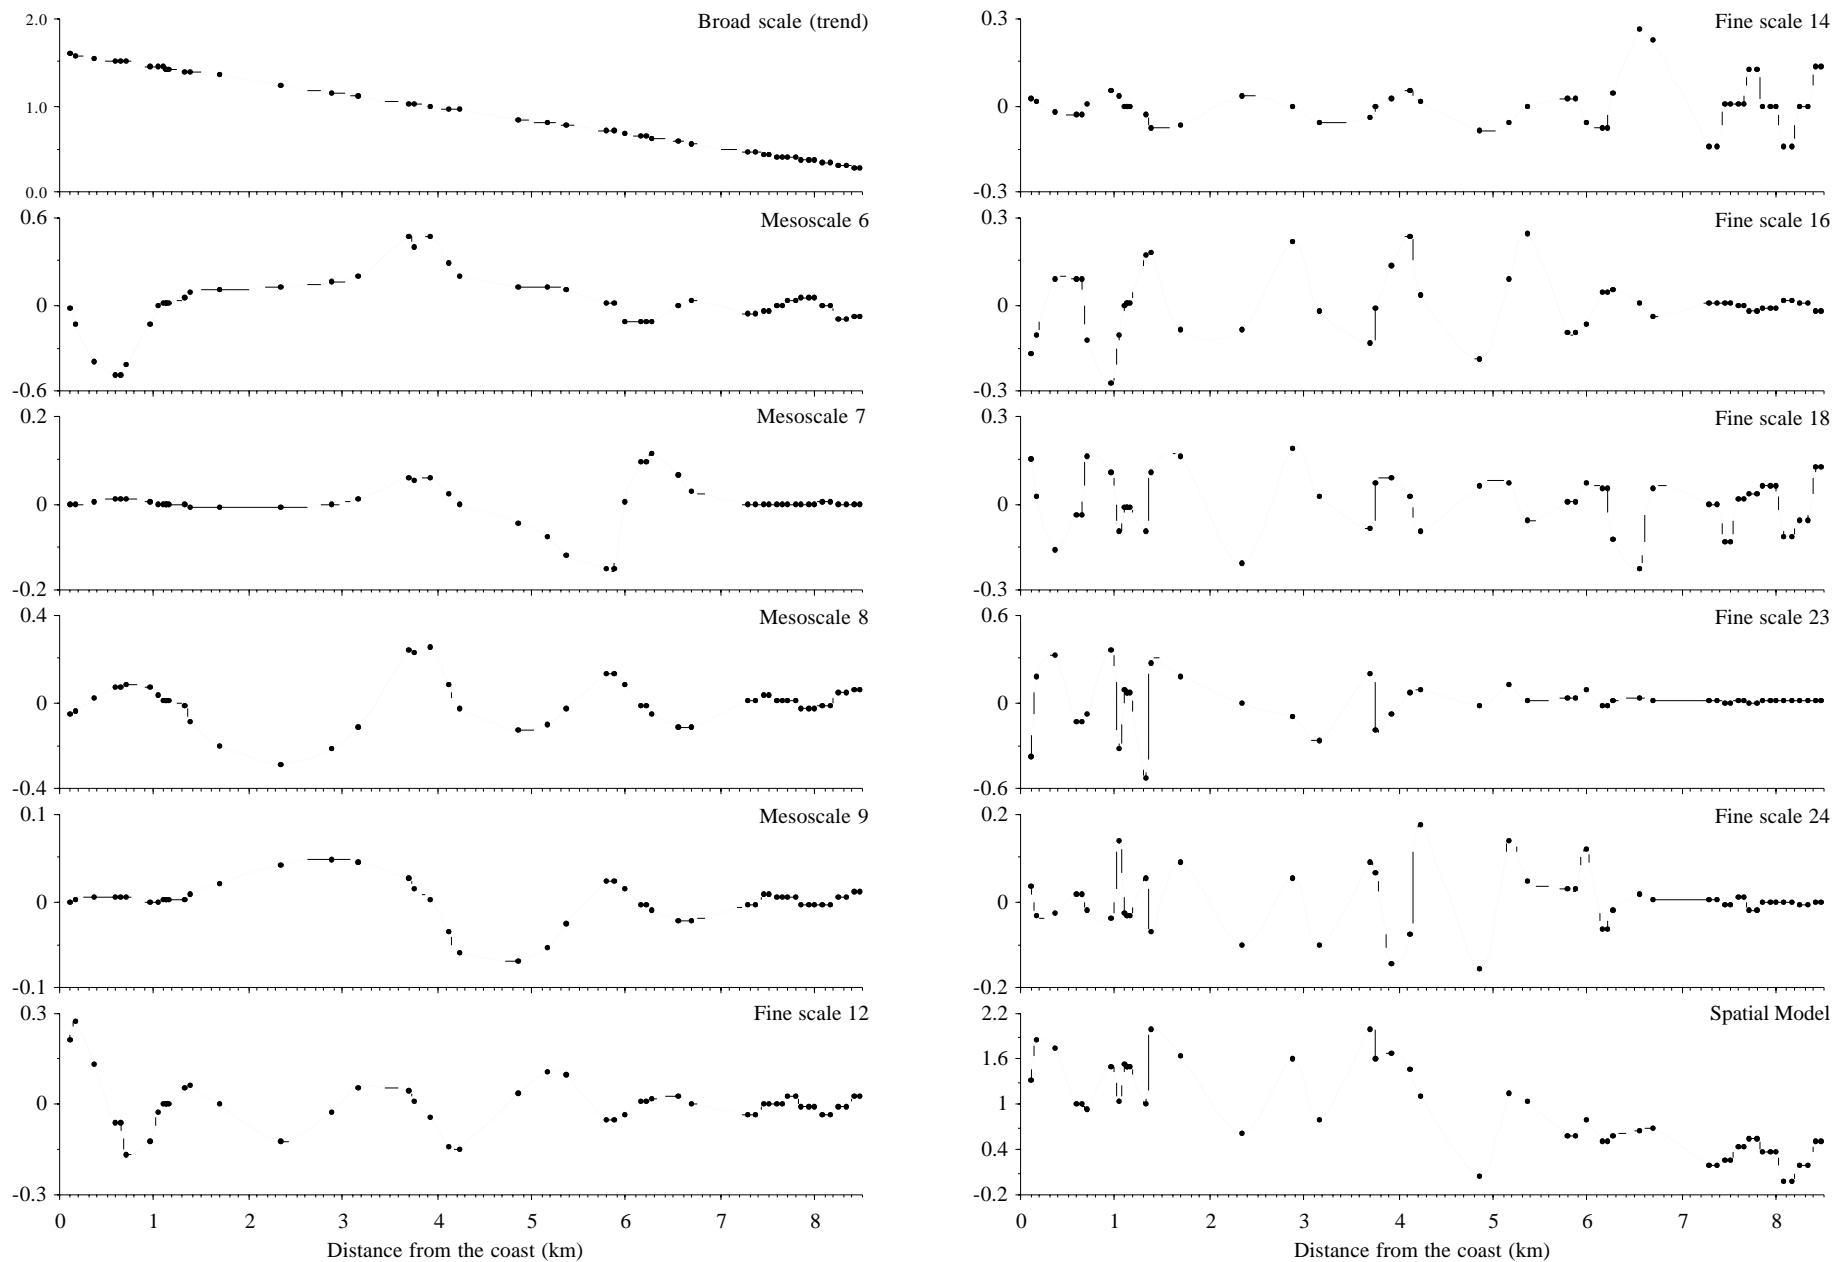 Broad scale (trend)
2.0
1.0
0.0
Mesoscale 6
0.6
0
-0.6
Mesoscale 7
0.2
0
-0.2
Mesoscale 8
0.4
0
-0.4
Mesoscale 9
0.1
0
-0.1
Fine scale 12
0.3
0
-0.3
0 1 2 3 4 5 6 7 8
Distance from the coast (km)
Fine scale 14
0.3
0
-0.3
Fine scale 16
0.3
0
-0.3
Fine scale 18
0.3
0
-0.3
Fine scale 23
0.6
0
-0.6
Fine scale 24
0.2
0
-0.2
Spatial Model
2.2
1.6
1
0.4
-0.2
0 1 2 3 4 5 6 7 8
Distance from the coast (km)